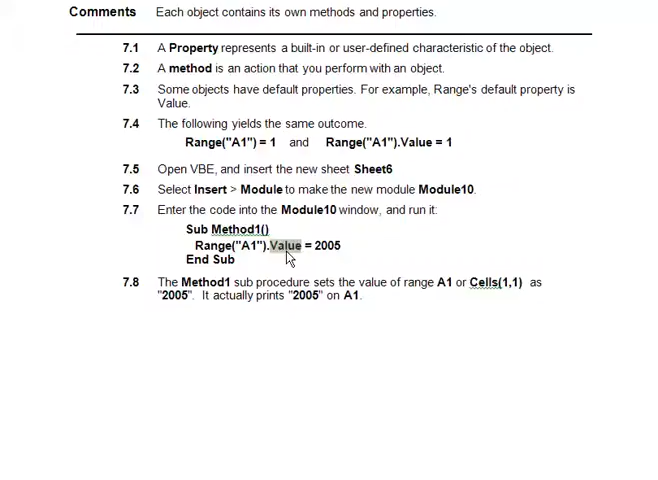 Comments Each object contains its own methods and properties.
7.1 A Property represents a built-in or user-defined characteristic of the object.
7.2 A method is an action that you perform with an object.
7.3 Some objects have default properties. For example, Range's default property is
Value.
7.4 The following yields the same outcome.
Range("A1") = 1 and Range("A1").Value = 1
7.5 Open VBE, and insert the new sheet Sheet6
7.6 Select Insert > Module to make the new module Module10.
7.7 Enter the code into the Module10 window, and run it:
Sub Method1()
Range("A1").Value = 2005
End Sub
7.8 The Method1 sub procedure sets the value of range A1 or Cells(1,1) as
"2005". It actually prints "2005" on A1.